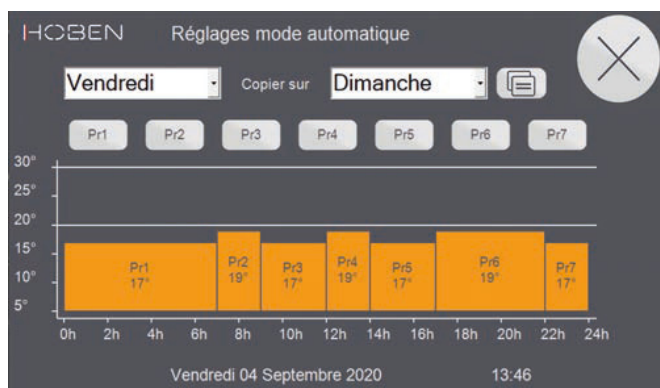 HOBEN Réglages mode automatique
Vendredi Copier sur Dimanche
Pr1 Pr2 Pr3 Pr4 Pr5 Pr6 Pr7
30°
25°
20°
15°
10°
5°
Pr1 Pr2 Pr3 Pr4 Pr5 Pr6 Pr7
17° 19° 17° 19° 17° 19° 17°
0h 2h 4h 6h 8h 10h 12h 14h 16h 18h 20h 22h 24h
Vendredi 04 Septembre 2020 13:46